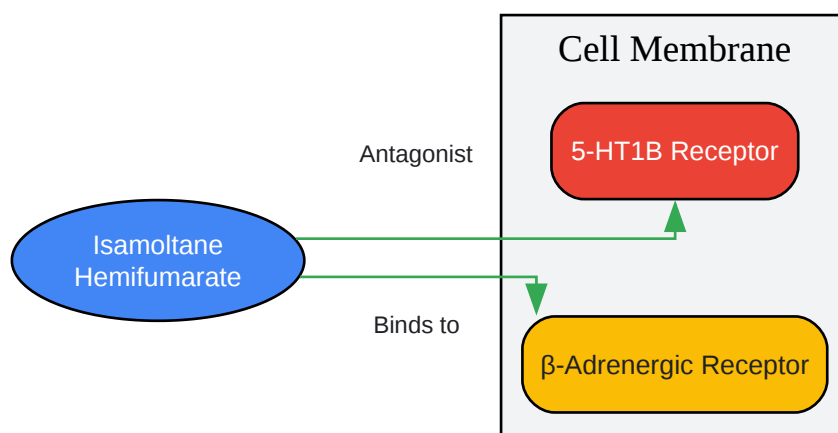 Cell Membrane
5-HT1B Receptor
Antagonist
Isamoltane
Hemifumarate
Binds to
β-Adrenergic Receptor